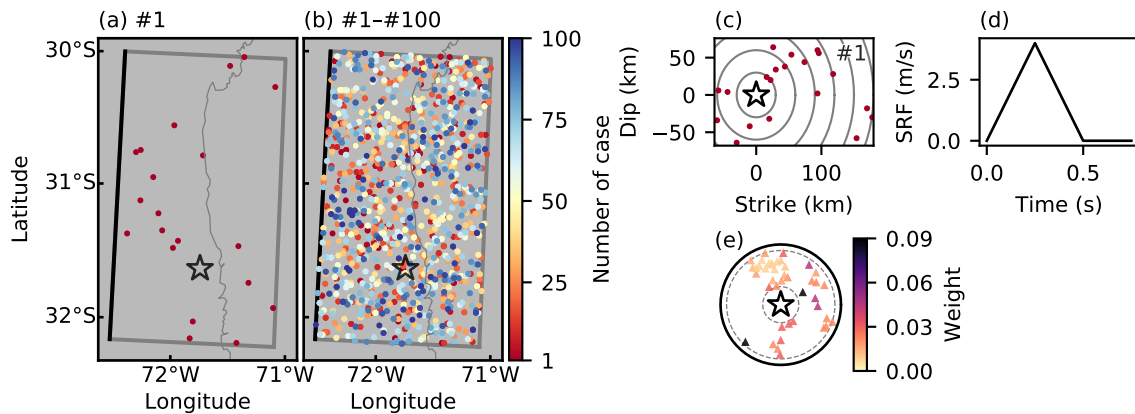 (a) #1
(b) #1–#100
(c)
(d)
30°S
31°S
32°S
Latitude
72°W
71°W
Longitude
72°W
71°W
Longitude
100
75
50
25
1
Number of case
#1
50
0
−50
Dip (km)
0
100
Strike (km)
2.5
0.0
SRF (m/s)
0.0
0.5
Time (s)
(e)
0.09
0.06
0.03
0.00
Weight